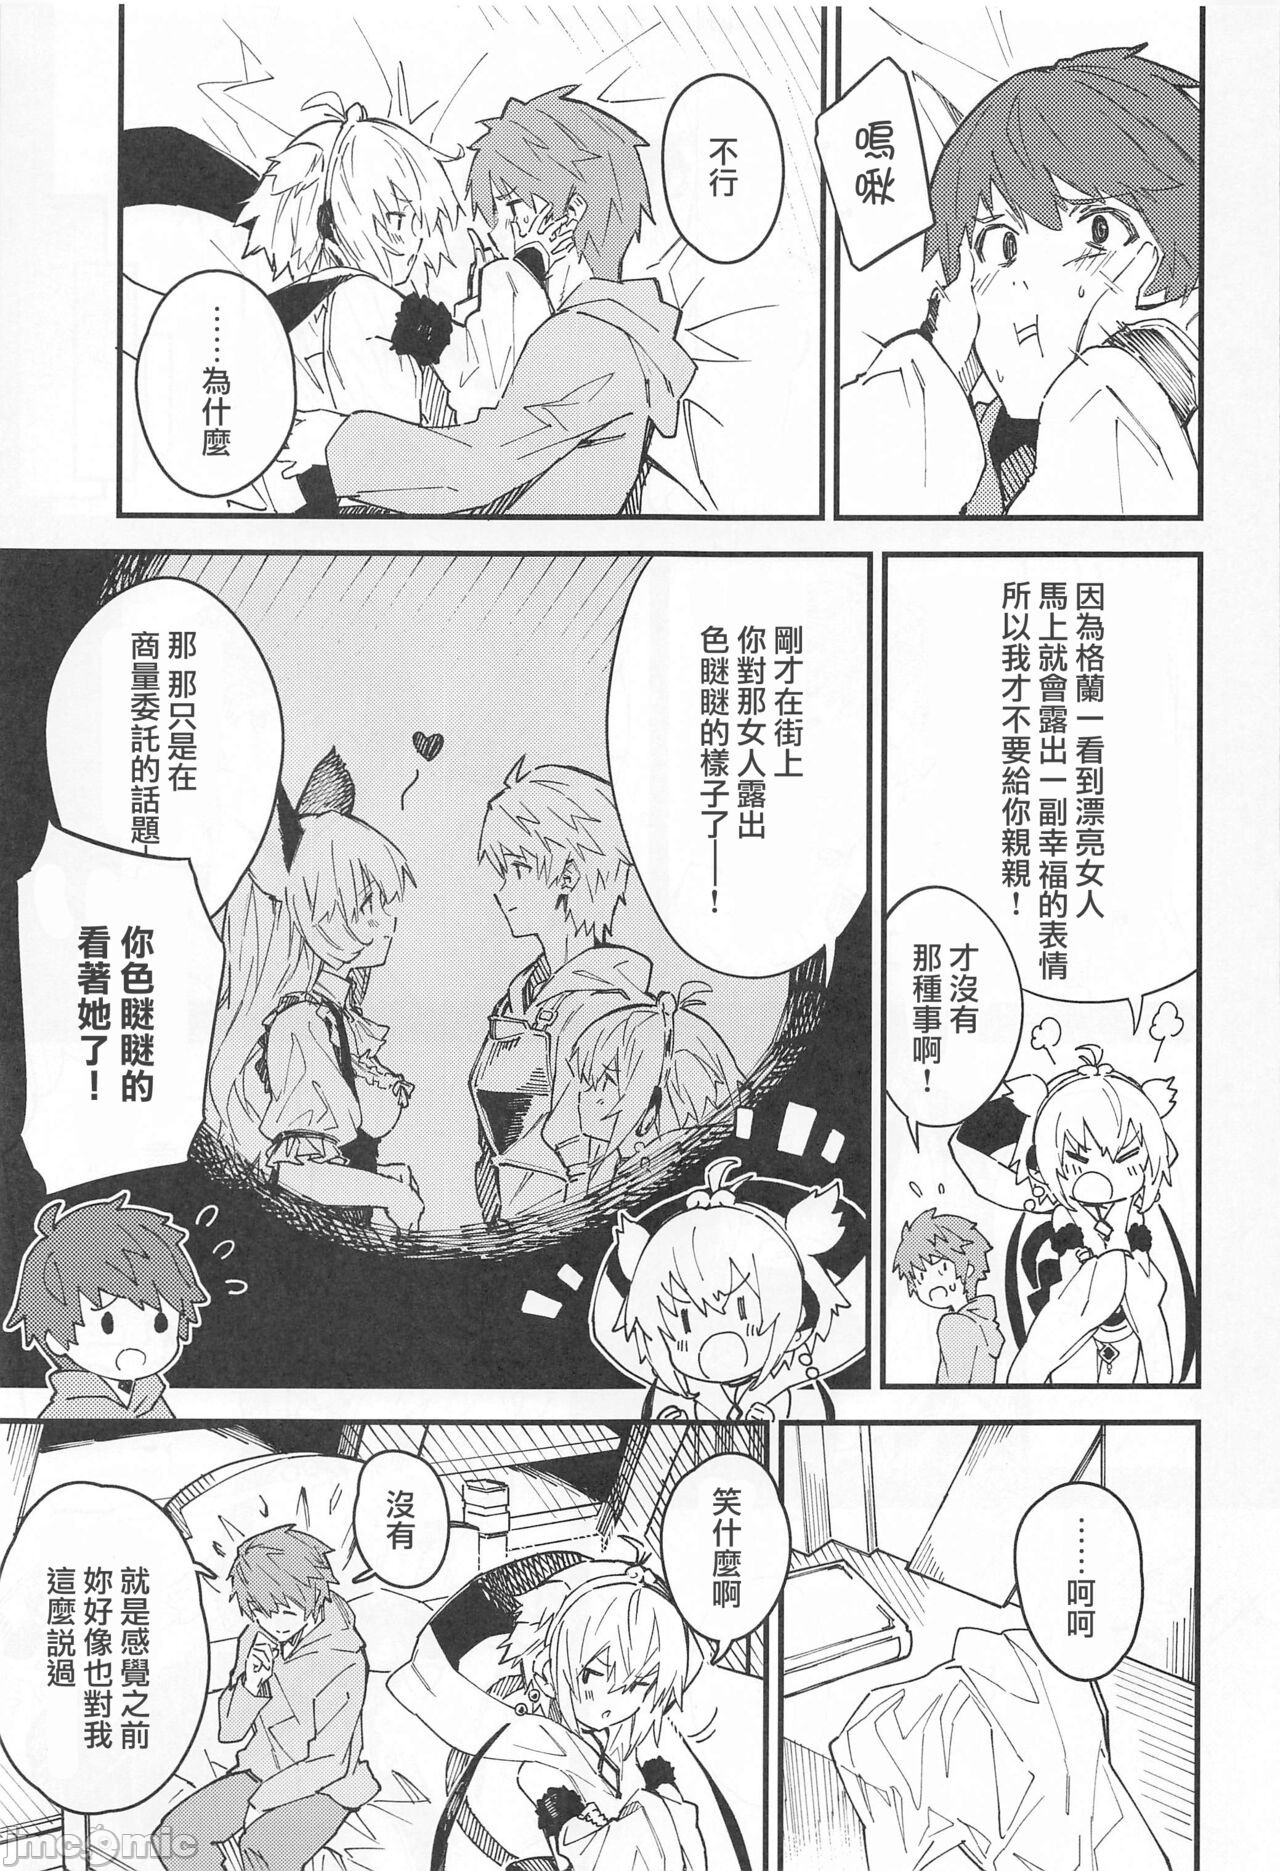 嗚啾
不行
……為什麼
因為格蘭一看到漂亮女人
馬上就會露出一副幸福的表情
所以我才不要給你親親！
才沒有
那種事啊！
剛才在街上
你對那女人露出
色瞇瞇的樣子了——！
那 那只是在
商量委託的話題—
你色瞇瞇的
看著她了！
……呵呵
笑什麼啊
沒有
就是感覺之前
妳好像也對我
這麼說過
jmcomic